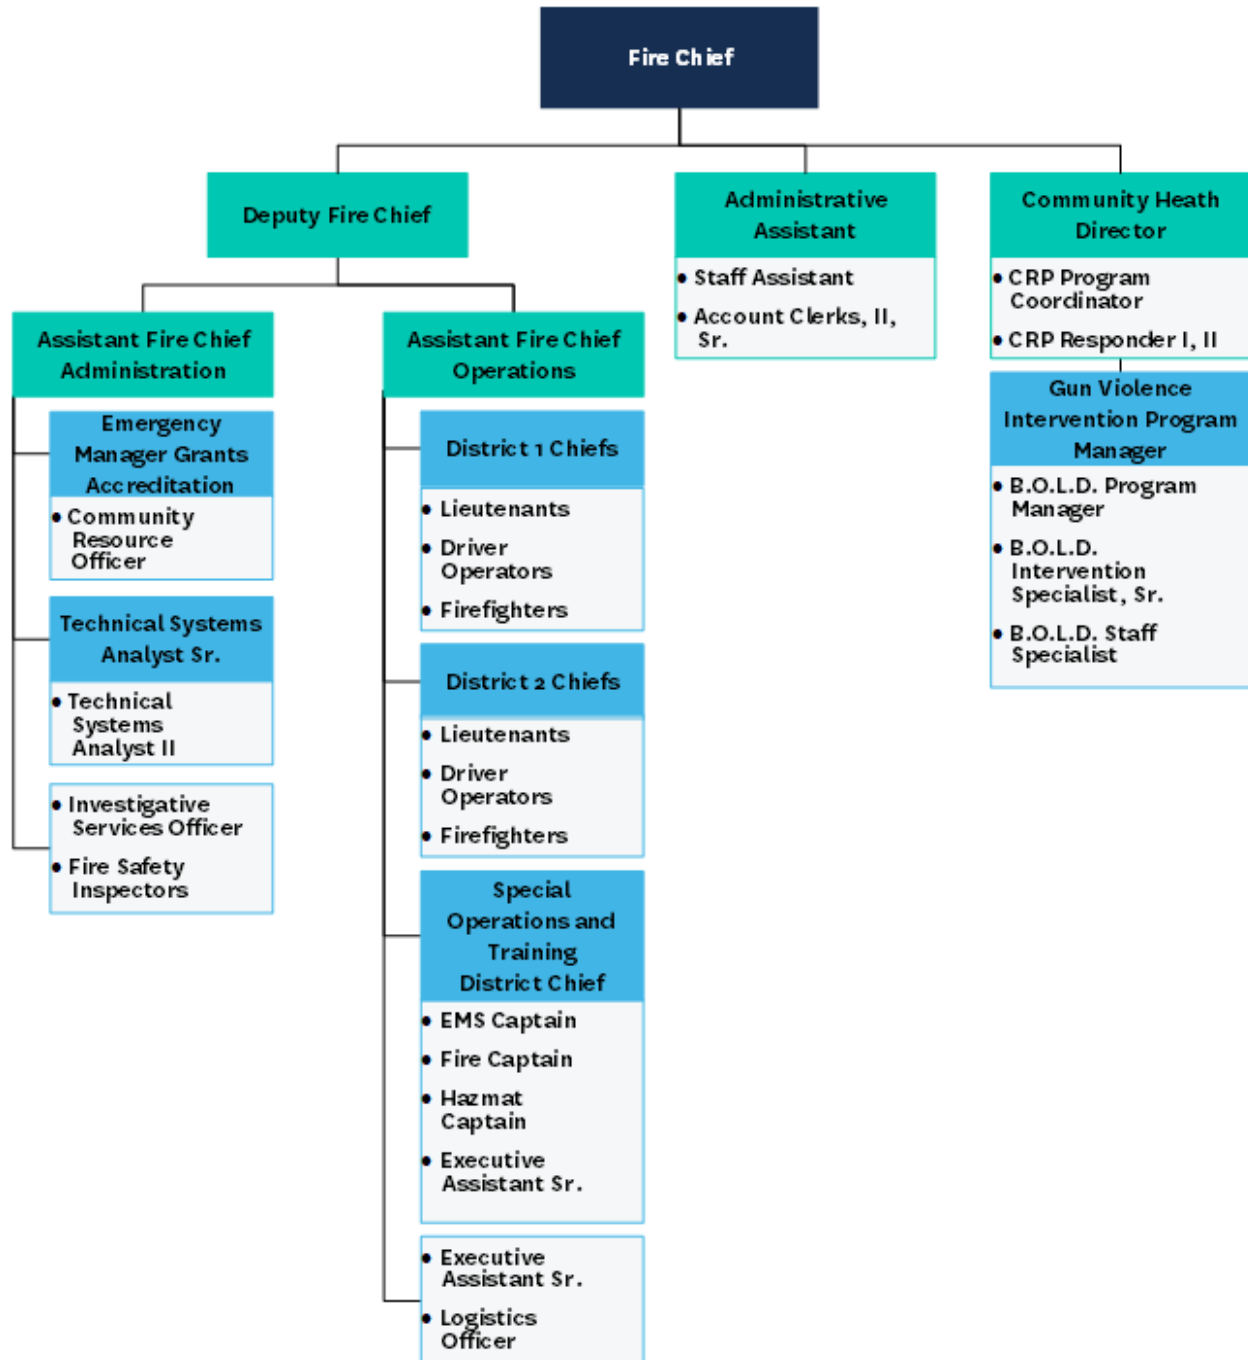 Fire Chief
Deputy Fire Chief
Administrative
Assistant
• Staff Assistant
• Account Clerks, II,
Sr.
Community Heath
Director
• CRP Program
Coordinator
• CRP Responder I, II
Gun Violence
Intervention Program
Manager
• B.O.L.D. Program
Manager
• B.O.L.D.
Intervention
Specialist, Sr.
• B.O.L.D. Staff
Specialist
Assistant Fire Chief
Administration
Emergency
Manager Grants
Accreditation
• Community
Resource
Officer
Technical Systems
Analyst Sr.
• Technical
Systems
Analyst II
• Investigative
Services Officer
• Fire Safety
Inspectors
Assistant Fire Chief
Operations
District 1 Chiefs
• Lieutenants
• Driver
Operators
• Firefighters
District 2 Chiefs
• Lieutenants
• Driver
Operators
• Firefighters
Special
Operations and
Training
District Chief
• EMS Captain
• Fire Captain
• Hazmat
Captain
• Executive
Assistant Sr.
• Executive
Assistant Sr.
• Logistics
Officer